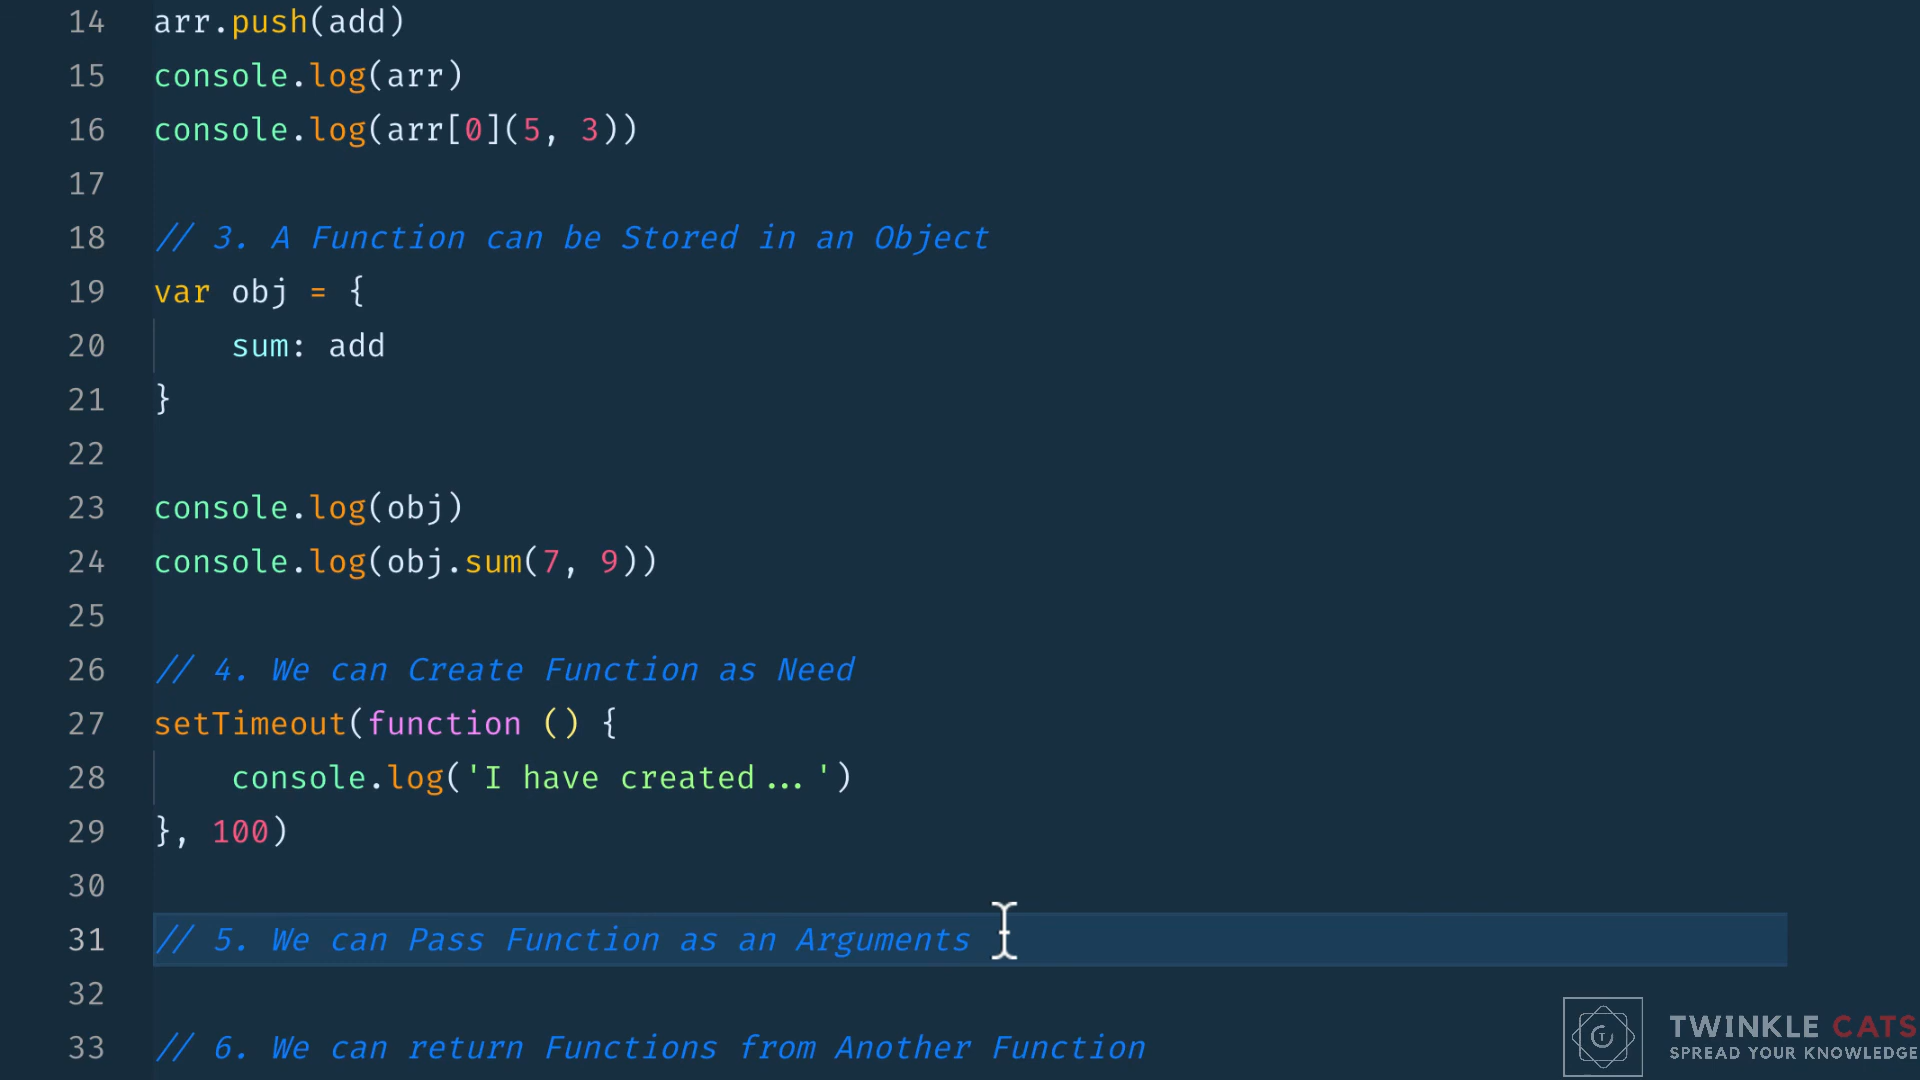 14 arr.push(add)
15 console.log(arr)
16 console.log(arr[0](5, 3))
17
18 // 3. A Function can be Stored in an Object
19 var obj = {
20     sum: add
21 }
22
23 console.log(obj)
24 console.log(obj.sum(7, 9))
25
26 // 4. We can Create Function as Need
27 setTimeout(function () {
28     console.log('I have created...')
29 }, 100)
30
31 // 5. We can Pass Function as an Arguments
32
33 // 6. We can return Functions from Another Function
TWINKLE CATS
SPREAD YOUR KNOWLEDGE